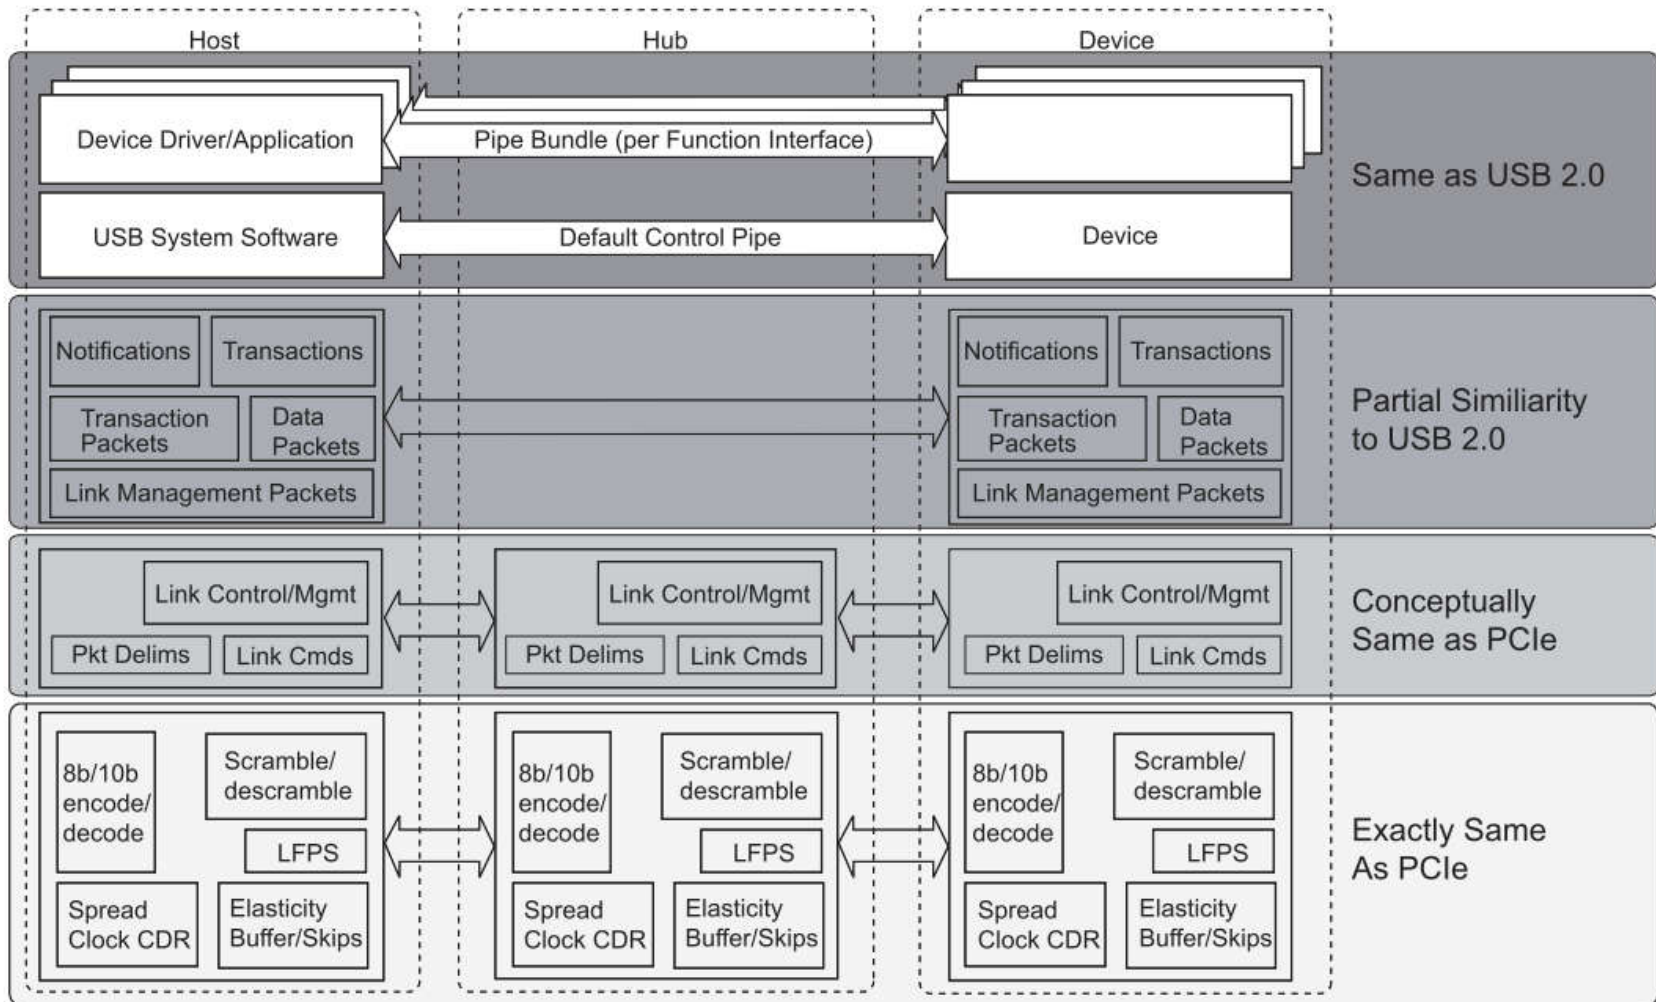 Host
Hub
Device
Device Driver/Application
Pipe Bundle (per Function Interface)
Same as USB 2.0
USB System Software
Default Control Pipe
Device
Notifications
Transactions
Transaction
Packets
Data
Packets
Link Management Packets
Notifications
Transactions
Transaction
Packets
Data
Packets
Link Management Packets
Partial Similiarity
to USB 2.0
Link Control/Mgmt
Pkt Delims
Link Cmds
Link Control/Mgmt
Pkt Delims
Link Cmds
Link Control/Mgmt
Pkt Delims
Link Cmds
Conceptually
Same as PCIe
8b/10b
encode/
decode
Scramble/
descramble
LFPS
Spread
Clock CDR
Elasticity
Buffer/Skips
8b/10b
encode/
decode
Scramble/
descramble
LFPS
Spread
Clock CDR
Elasticity
Buffer/Skips
8b/10b
encode/
decode
Scramble/
descramble
LFPS
Spread
Clock CDR
Elasticity
Buffer/Skips
Exactly Same
As PCIe